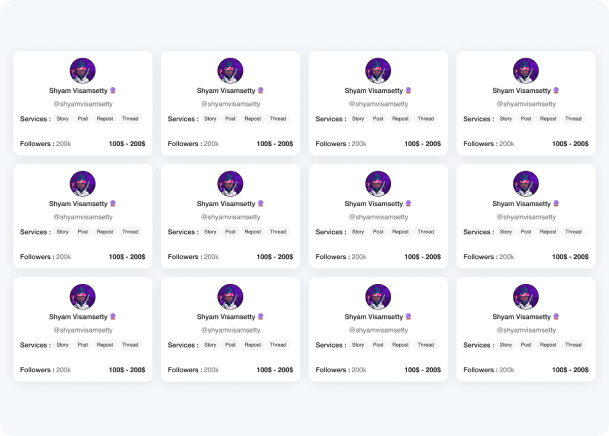 Shyam Visamsetty 🔮 Shyam Visamsetty 🔮 Shyam Visamsetty 🔮 Shyam Visamsetty 🔮
@shyamvisamsetty @shyamvisamsetty @shyamvisamsetty @shyamvisamsetty
Services : Story Post Repost Thread Services : Story Post Repost Thread Services : Story Post Repost Thread Services : Story Post Repost Thread
Followers : 200k 100$ - 200$ Followers : 200k 100$ - 200$ Followers : 200k 100$ - 200$ Followers : 200k 100$ - 200$
Shyam Visamsetty 🔮 Shyam Visamsetty 🔮 Shyam Visamsetty 🔮 Shyam Visamsetty 🔮
@shyamvisamsetty @shyamvisamsetty @shyamvisamsetty @shyamvisamsetty
Services : Story Post Repost Thread Services : Story Post Repost Thread Services : Story Post Repost Thread Services : Story Post Repost Thread
Followers : 200k 100$ - 200$ Followers : 200k 100$ - 200$ Followers : 200k 100$ - 200$ Followers : 200k 100$ - 200$
Shyam Visamsetty 🔮 Shyam Visamsetty 🔮 Shyam Visamsetty 🔮 Shyam Visamsetty 🔮
@shyamvisamsetty @shyamvisamsetty @shyamvisamsetty @shyamvisamsetty
Services : Story Post Repost Thread Services : Story Post Repost Thread Services : Story Post Repost Thread Services : Story Post Repost Thread
Followers : 200k 100$ - 200$ Followers : 200k 100$ - 200$ Followers : 200k 100$ - 200$ Followers : 200k 100$ - 200$